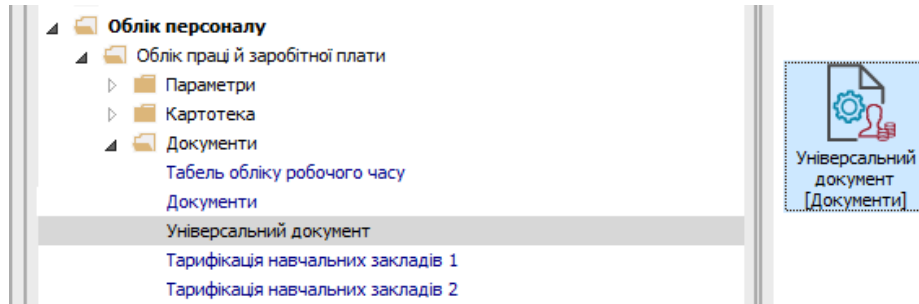 Облік персоналу
Облік праці й заробітної плати
Параметри
Картотека
Документи
Табель обліку робочого часу
Документи
Універсальний документ
Тарифікація навчальних закладів 1
Тарифікація навчальних закладів 2
Універсальний
документ
[Документи]